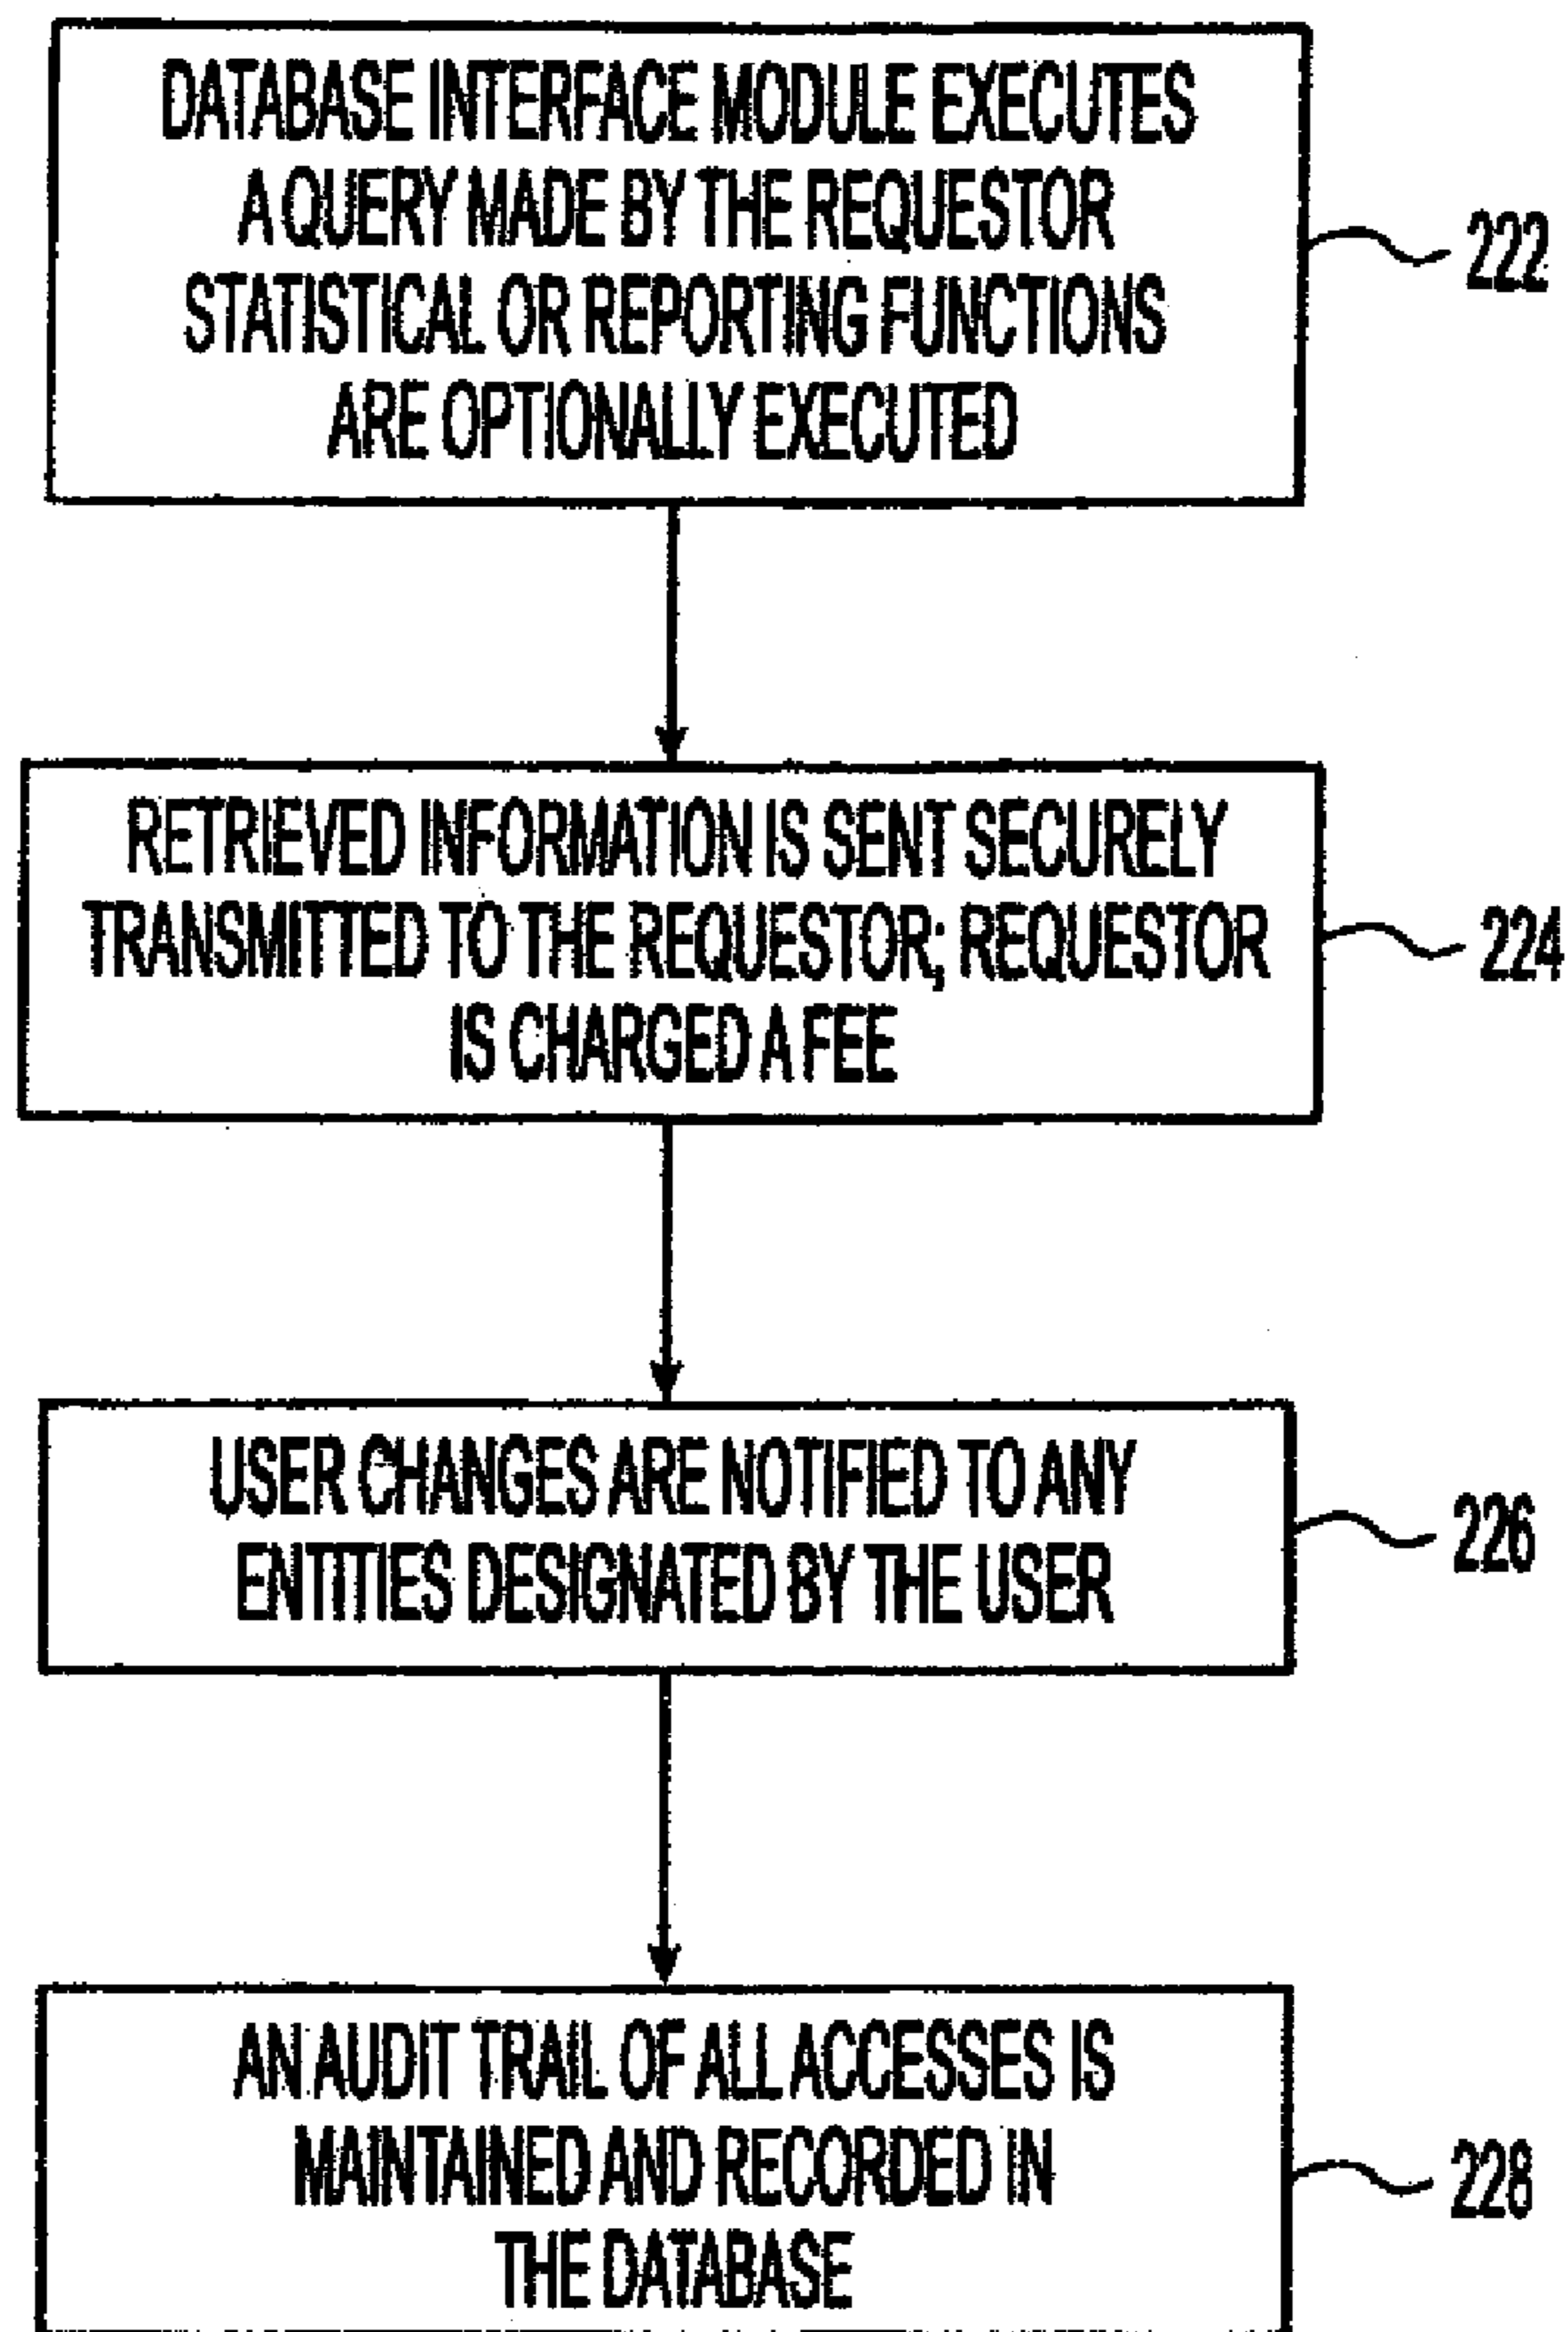 DATABASE INTERFACE MODULE EXECUTES
A QUERY MADE BY THE REQUESTOR
STATISTICAL OR REPORTING FUNCTIONS
ARE OPTIONALLY EXECUTED
222
RETRIEVED INFORMATION IS SENT SECURELY
TRANSMITTED TO THE REQUESTOR; REQUESTOR
IS CHARGED A FEE
224
USER CHANGES ARE NOTIFIED TO ANY
ENTITIES DESIGNATED BY THE USER
226
AN AUDIT TRAIL OF ALL ACCESSES IS
MAINTAINED AND RECORDED IN
THE DATABASE
228